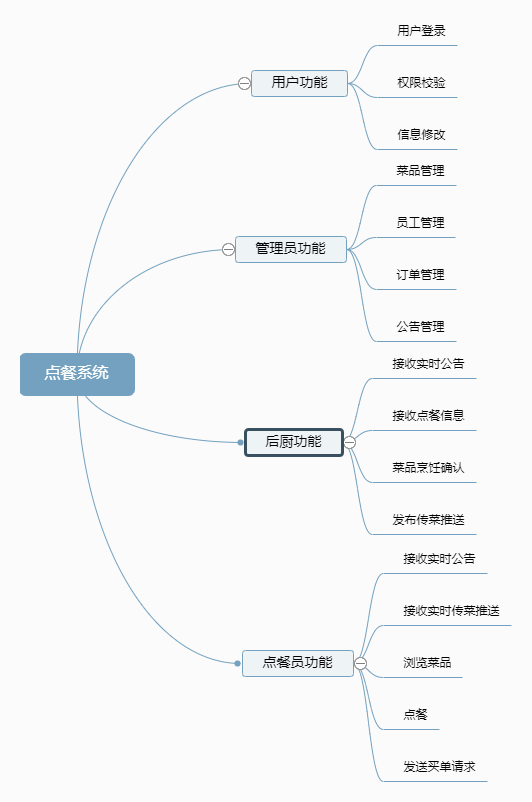 点餐系统
用户功能
用户登录
权限校验
信息修改
管理员功能
菜品管理
员工管理
订单管理
公告管理
后厨功能
接收实时公告
接收点餐信息
菜品烹饪确认
发布传菜推送
点餐员功能
接收实时公告
接收实时传菜推送
浏览菜品
点餐
发送买单请求